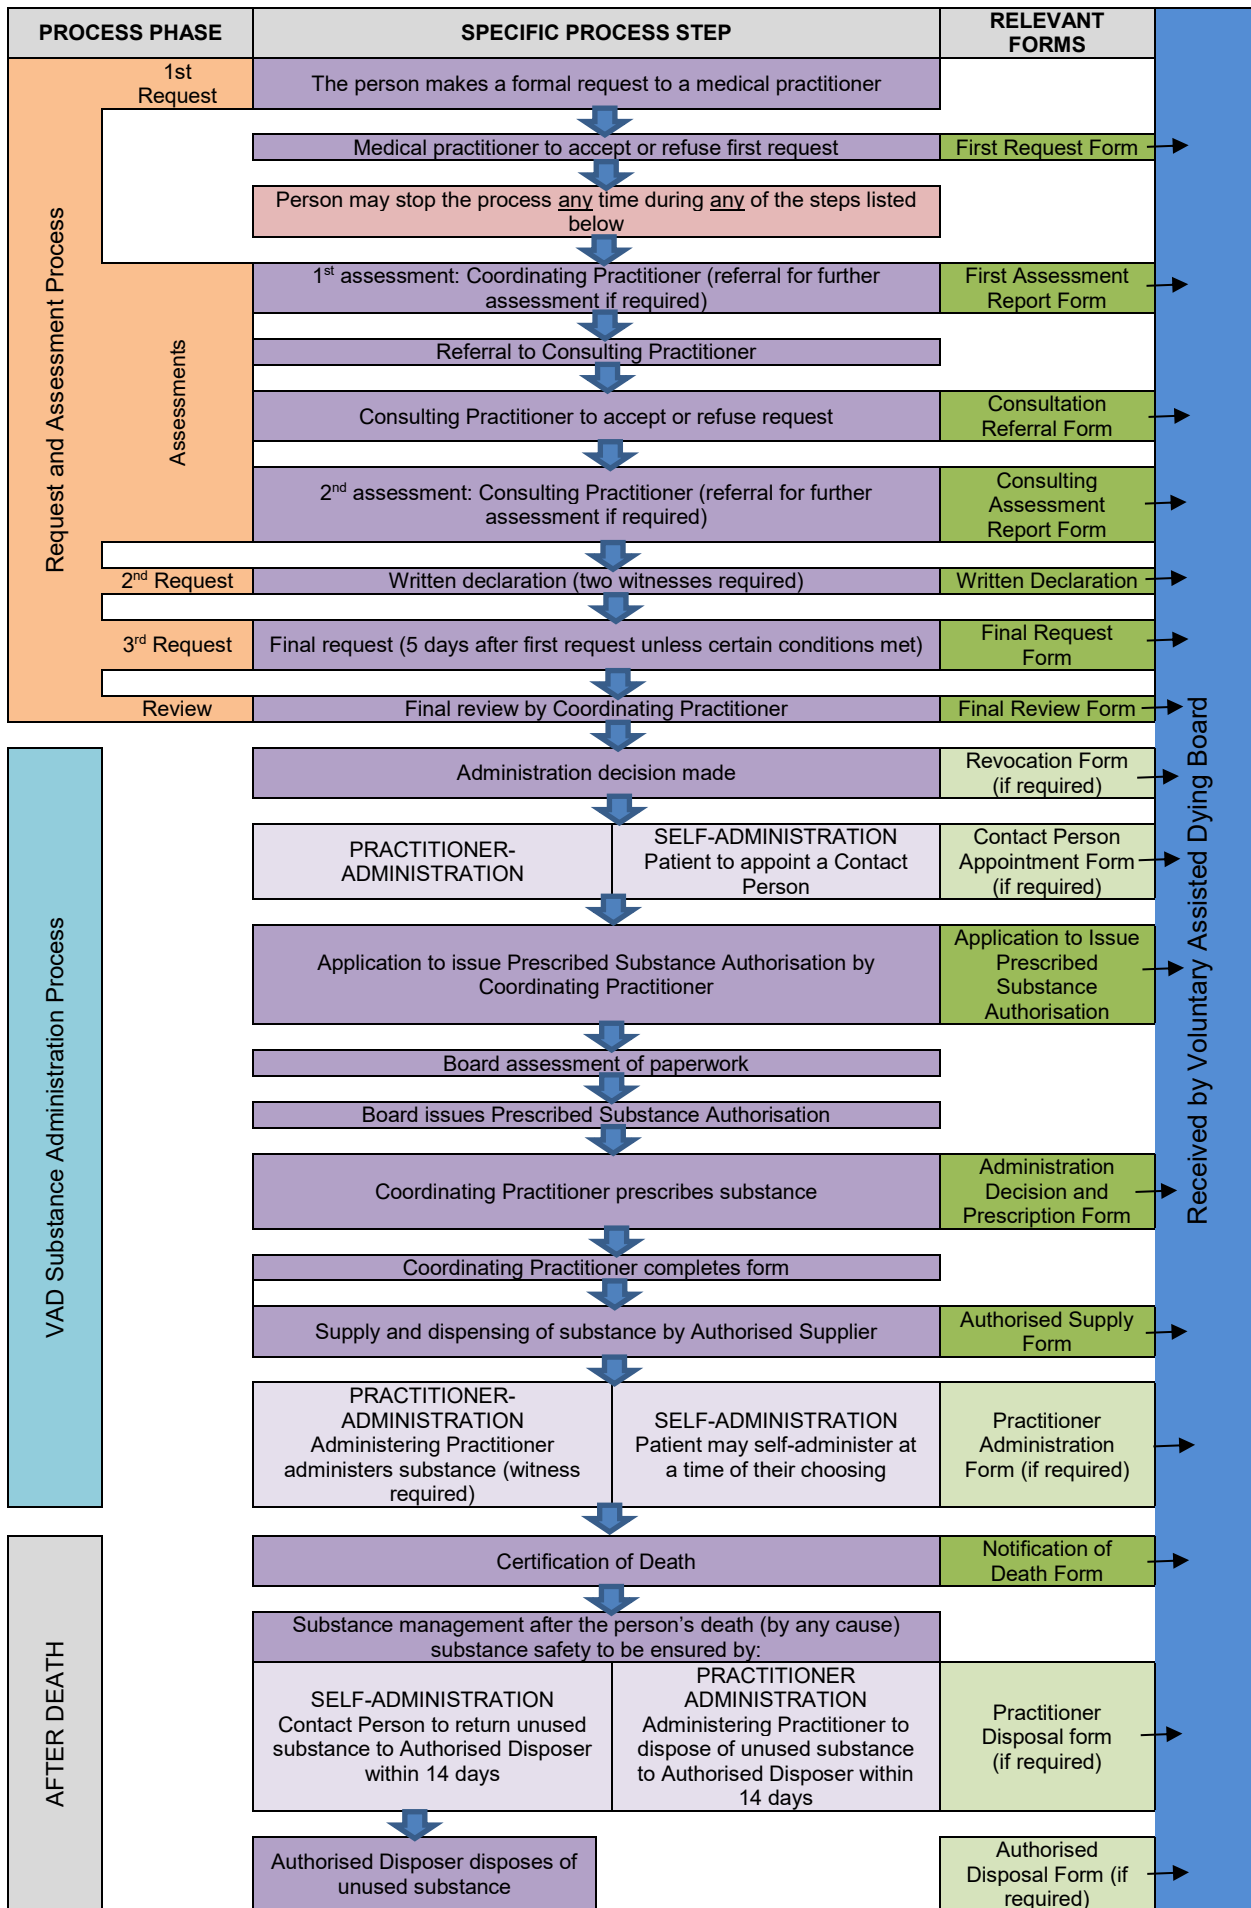 PROCESS PHASE
SPECIFIC PROCESS STEP
RELEVANT
FORMS
Request and Assessment Process
1st
Request
The person makes a formal request to a medical practitioner
Medical practitioner to accept or refuse first request
First Request Form
Person may stop the process any time during any of the steps listed
below
Assessments
1st assessment: Coordinating Practitioner (referral for further
assessment if required)
First Assessment
Report Form
Referral to Consulting Practitioner
Consulting Practitioner to accept or refuse request
Consultation
Referral Form
2nd assessment: Consulting Practitioner (referral for further
assessment if required)
Consulting
Assessment
Report Form
2nd Request
Written declaration (two witnesses required)
Written Declaration
3rd Request
Final request (5 days after first request unless certain conditions met)
Final Request
Form
Review
Final review by Coordinating Practitioner
Final Review Form
Received by Voluntary Assisted Dying Board
VAD Substance Administration Process
Administration decision made
Revocation Form
(if required)
PRACTITIONER-
ADMINISTRATION
SELF-ADMINISTRATION
Patient to appoint a Contact
Person
Contact Person
Appointment Form
(if required)
Application to issue Prescribed Substance Authorisation by
Coordinating Practitioner
Application to Issue
Prescribed
Substance
Authorisation
Board assessment of paperwork
Board issues Prescribed Substance Authorisation
Coordinating Practitioner prescribes substance
Administration
Decision and
Prescription Form
Coordinating Practitioner completes form
Supply and dispensing of substance by Authorised Supplier
Authorised Supply
Form
PRACTITIONER-
ADMINISTRATION
Administering Practitioner
administers substance (witness
required)
SELF-ADMINISTRATION
Patient may self-administer at
a time of their choosing
Practitioner
Administration
Form (if required)
AFTER DEATH
Certification of Death
Notification of
Death Form
Substance management after the person’s death (by any cause)
substance safety to be ensured by:
SELF-ADMINISTRATION
Contact Person to return unused
substance to Authorised Disposer
within 14 days
PRACTITIONER
ADMINISTRATION
Administering Practitioner to
dispose of unused substance
to Authorised Disposer within
14 days
Practitioner
Disposal form
(if required)
Authorised Disposer disposes of
unused substance
Authorised
Disposal Form (if
required)